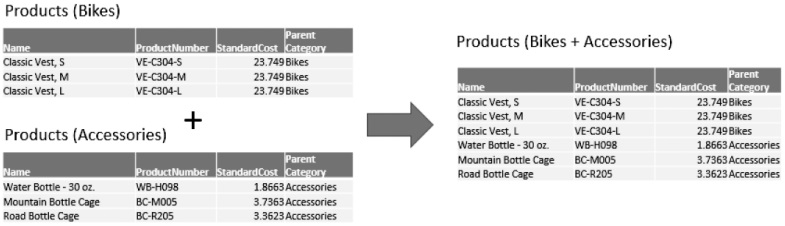 Products (Bikes)
Name ProductNumber StandardCost Parent Category
Classic Vest, S VE-C304-S 23.749 Bikes
Classic Vest, M VE-C304-M 23.749 Bikes
Classic Vest, L VE-C304-L 23.749 Bikes
+
Products (Accessories)
Name ProductNumber StandardCost Parent Category
Water Bottle - 30 oz. WB-H098 1.8663 Accessories
Mountain Bottle Cage BC-M005 3.7363 Accessories
Road Bottle Cage BC-R205 3.3623 Accessories
Products (Bikes + Accessories)
Name ProductNumber StandardCost Parent Category
Classic Vest, S VE-C304-S 23.749 Bikes
Classic Vest, M VE-C304-M 23.749 Bikes
Classic Vest, L VE-C304-L 23.749 Bikes
Water Bottle - 30 oz. WB-H098 1.8663 Accessories
Mountain Bottle Cage BC-M005 3.7363 Accessories
Road Bottle Cage BC-R205 3.3623 Accessories